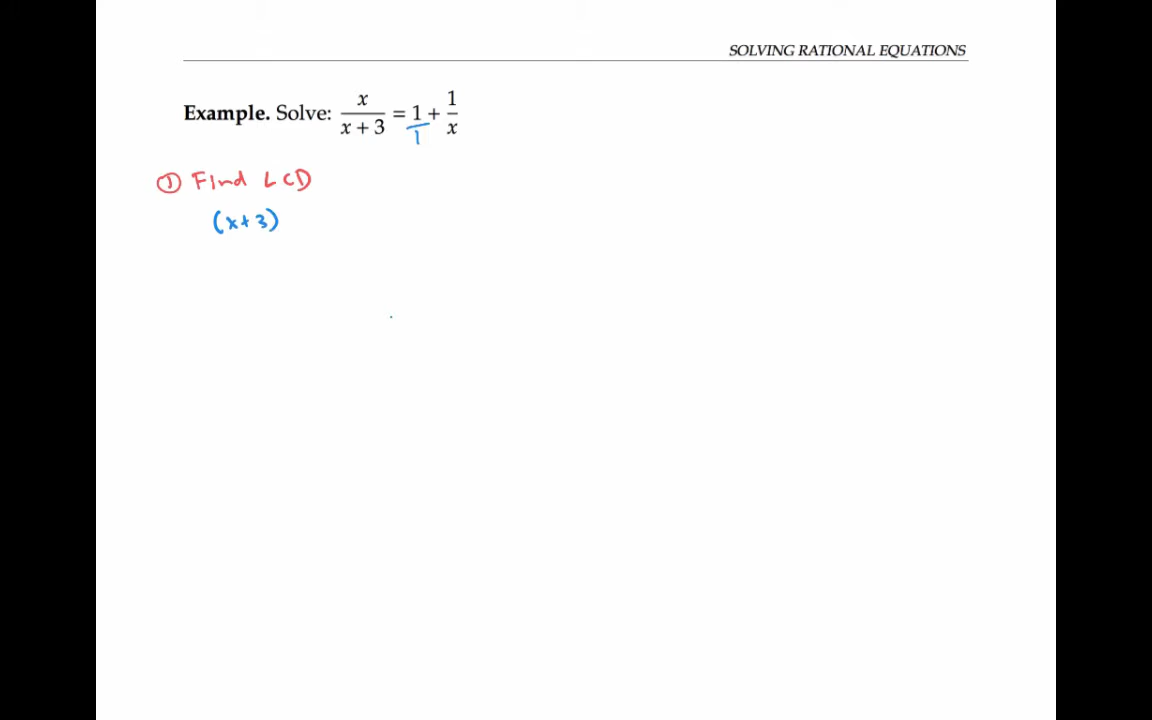 SOLVING RATIONAL EQUATIONS
Example. Solve: x/(x + 3) = 1/1 + 1/x
① Find LCD
(x+3)